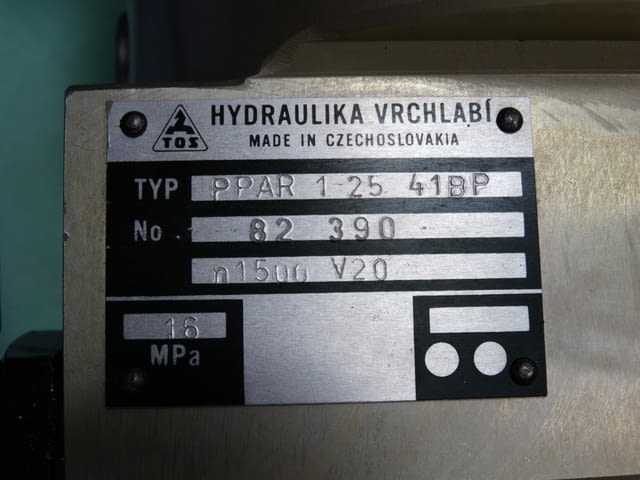 HYDRAULIKA VRCHLABÍ
TOS
MADE IN CZECHOSLOVAKIA
TYP PPAR 1-25 41BP
No 82 390
n1500 V20
16
MPa